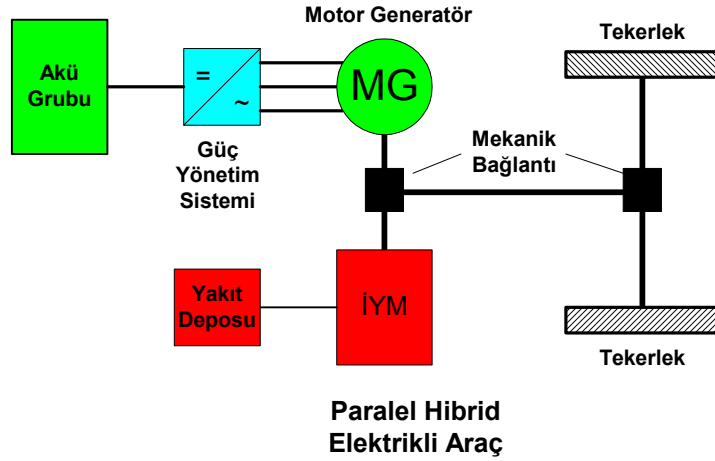 Motor Generatör
Tekerlek
Akü
Grubu
=
~
MG
Güç
Yönetim
Sistemi
Mekanik
Bağlantı
Yakıt
Deposu
İYM
Tekerlek
Paralel Hibrid
Elektrikli Araç